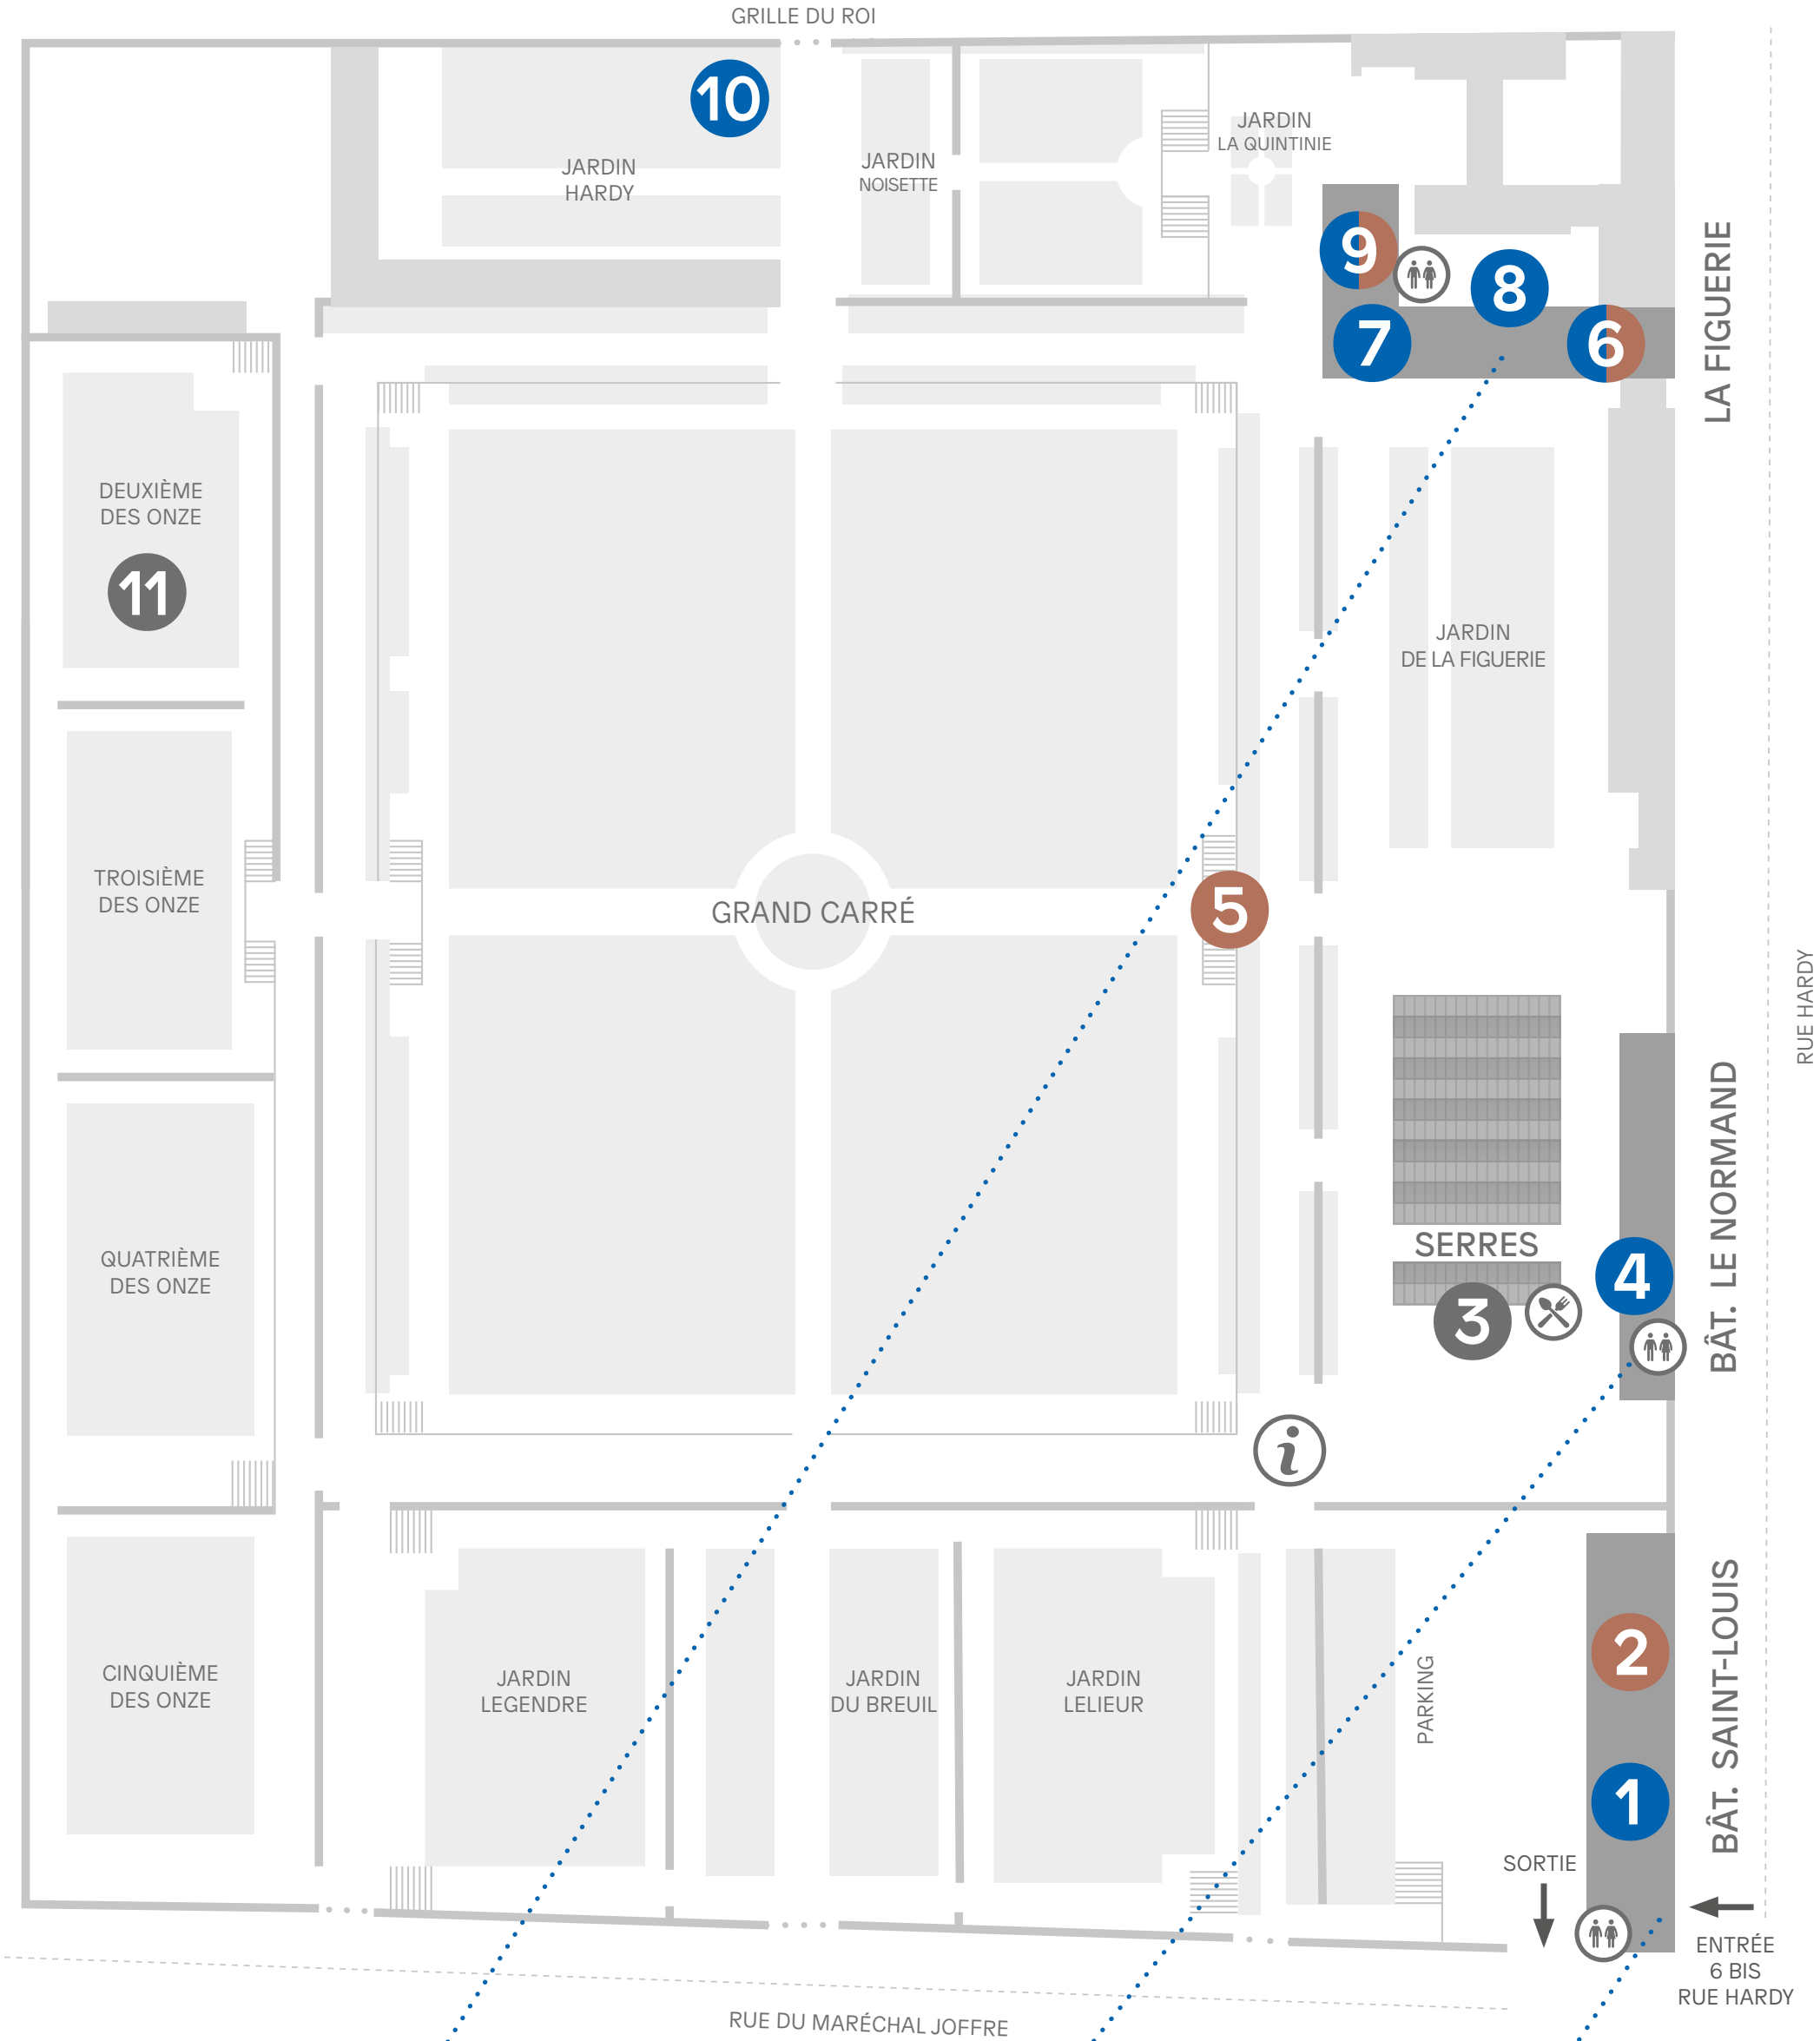 GRILLE DU ROI
10
JARDIN
HARDY
JARDIN
NOISETTE
JARDIN
LA QUINTINIE
9
8
7
6
LA FIGUERIE
DEUXIÈME
DES ONZE
11
JARDIN
DE LA FIGUERIE
TROISIÈME
DES ONZE
GRAND CARRÉ
5
RUE HARDY
QUATRIÈME
DES ONZE
SERRES
4
3
BÂT. LE NORMAND
i
CINQUIÈME
DES ONZE
JARDIN
LEGENDRE
JARDIN
DU BREUIL
JARDIN
LELIEUR
PARKING
2
1
BÂT. SAINT-LOUIS
SORTIE
ENTRÉE
6 BIS
RUE HARDY
RUE DU MARÉCHAL JOFFRE